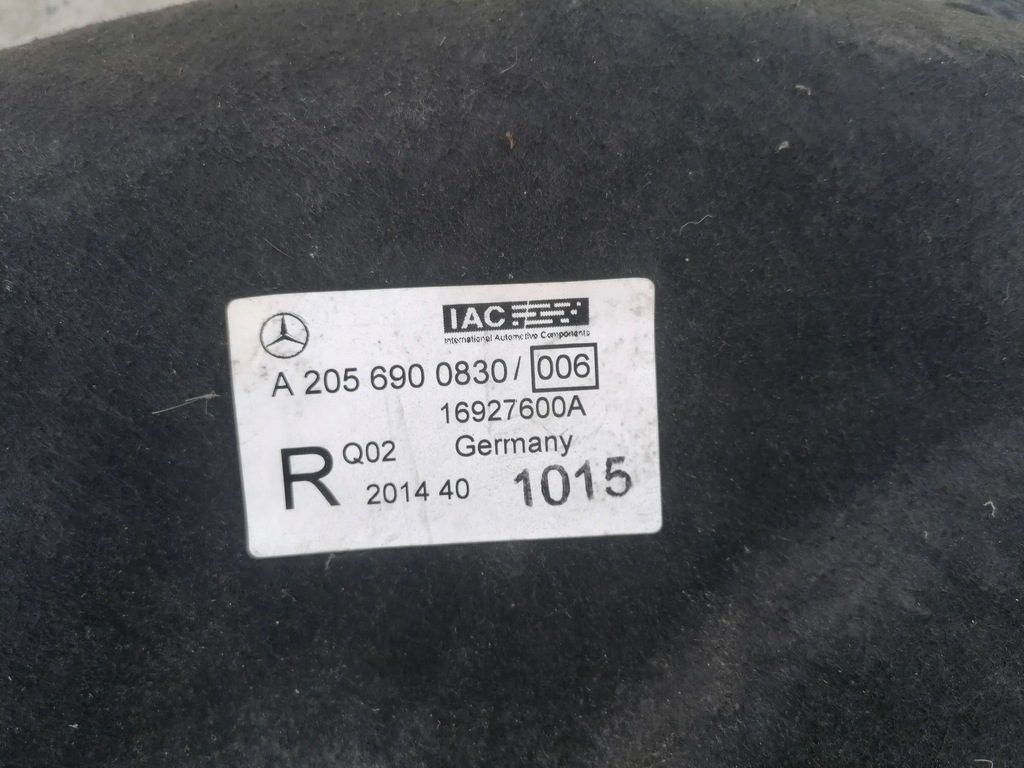 IAC
International Automotive Components
A 205 690 0830 / 006
16927600A
R Q02 Germany
2014 40 1015